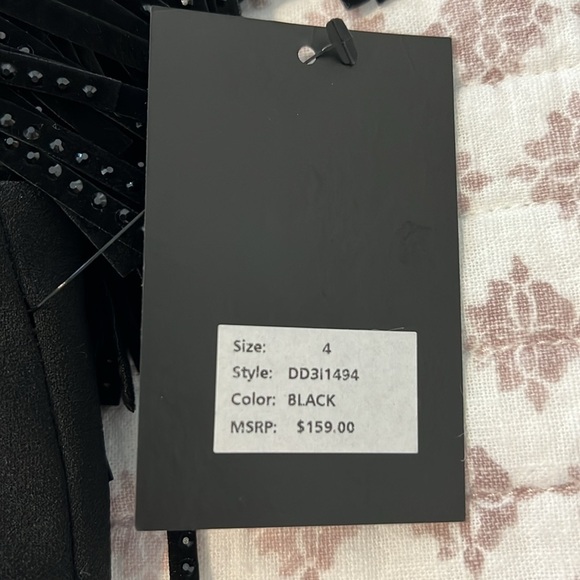 Size: 4
Style: DD3I1494
Color: BLACK
MSRP: $159.00